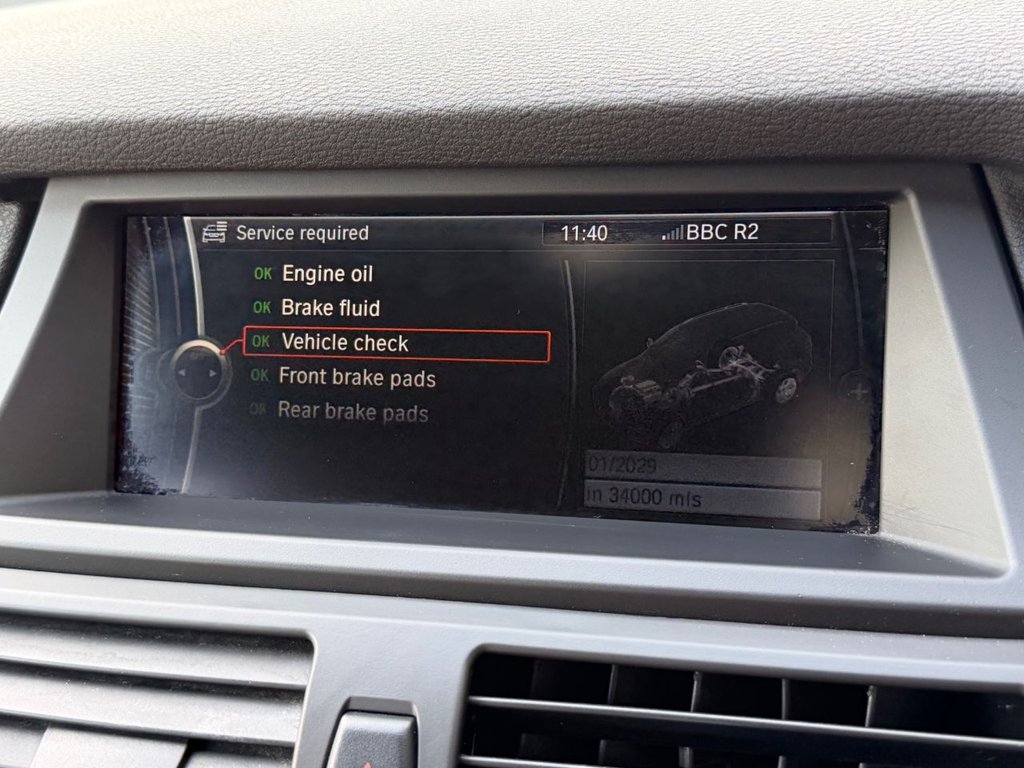 Service required
11:40
BBC R2
OK Engine oil
OK Brake fluid
OK Vehicle check
OK Front brake pads
OK Rear brake pads
01/2029
in 34000 mls